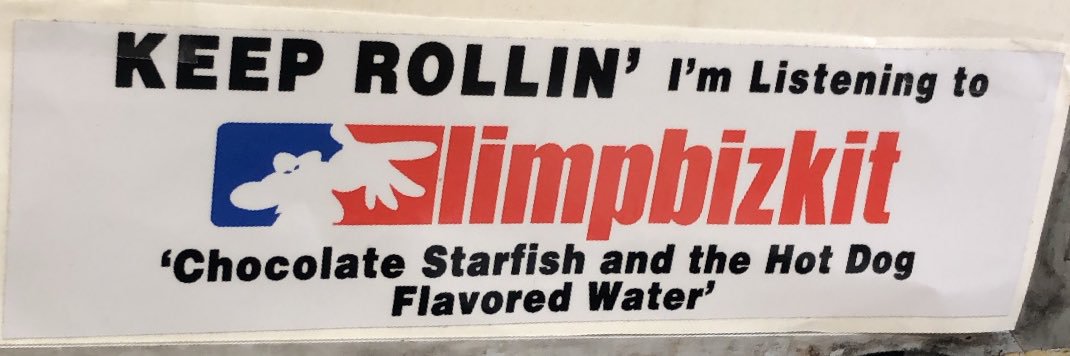 KEEP ROLLIN' I'm Listening to
limpbizkit
'Chocolate Starfish and the Hot Dog
Flavored Water'